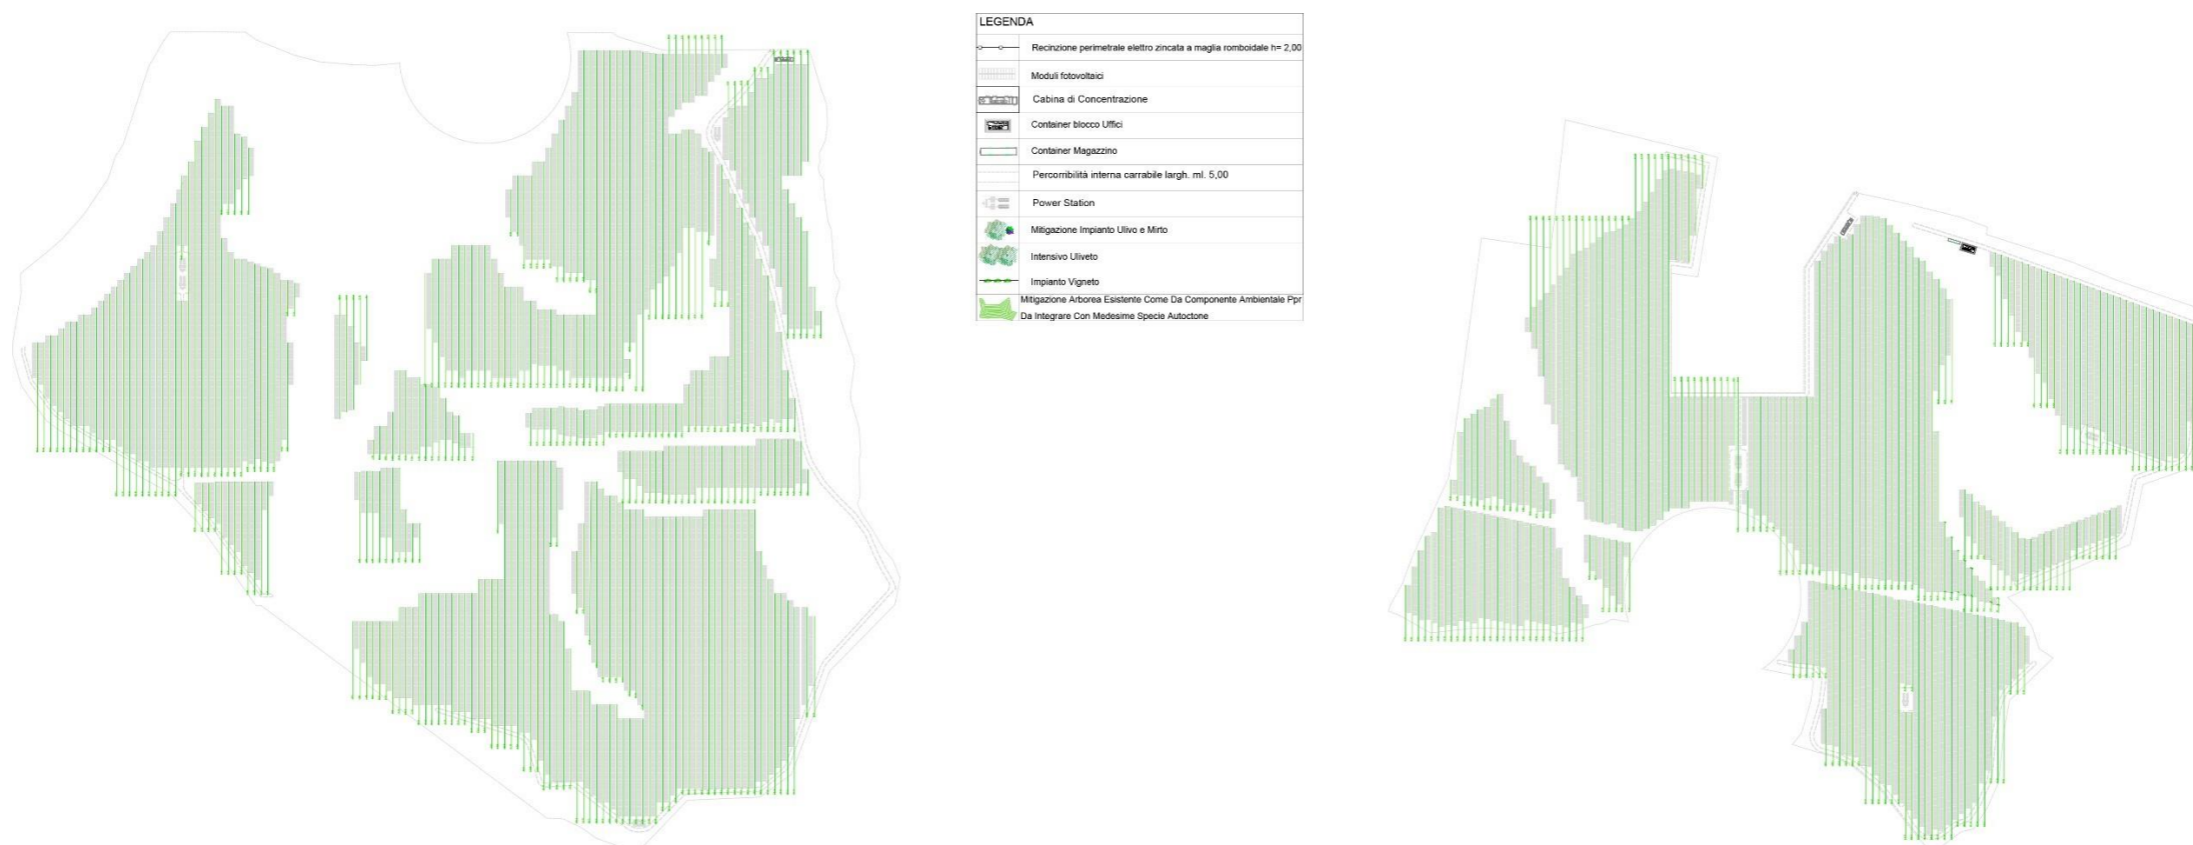 LEGENDA
Recinzione perimetrale elettro zincata a maglia romboidale h= 2,00
Moduli fotovoltaici
Cabina di Concentrazione
Container blocco Uffici
Container Magazzino
Percorribilità interna carrabile largh. ml. 5,00
Power Station
Mitigazione Impianto Ulivo e Mirto
Intensivo Uliveto
Impianto Vigneto
Mitigazione Arborea Esistente Come Da Componente Ambientale Ppr
Da Integrare Con Medesime Specie Autoctone